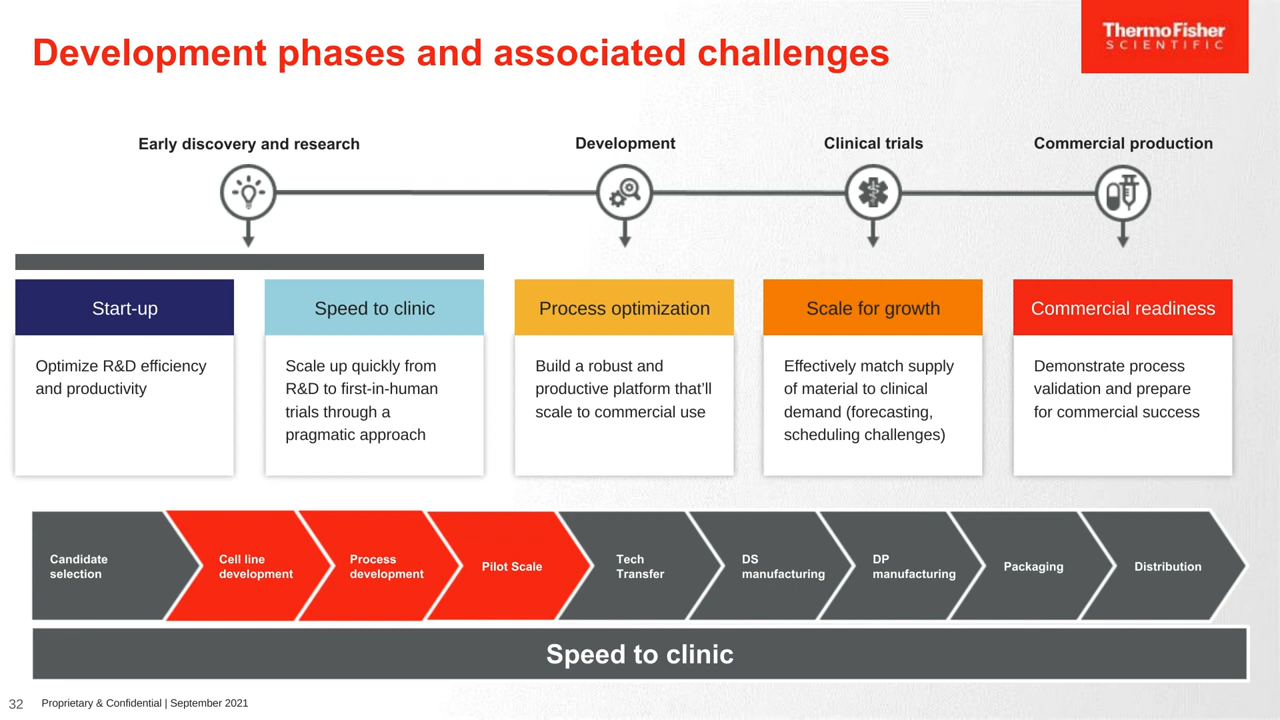 Development phases and associated challenges
ThermoFisher
SCIENTIFIC
Early discovery and research
Development
Clinical trials
Commercial production
Start-up
Optimize R&D efficiency
and productivity
Speed to clinic
Scale up quickly from
R&D to first-in-human
trials through a
pragmatic approach
Process optimization
Build a robust and
productive platform that’ll
scale to commercial use
Scale for growth
Effectively match supply
of material to clinical
demand (forecasting,
scheduling challenges)
Commercial readiness
Demonstrate process
validation and prepare
for commercial success
Candidate
selection
Cell line
development
Process
development
Pilot Scale
Tech
Transfer
DS
manufacturing
DP
manufacturing
Packaging
Distribution
Speed to clinic
32
Proprietary & Confidential | September 2021